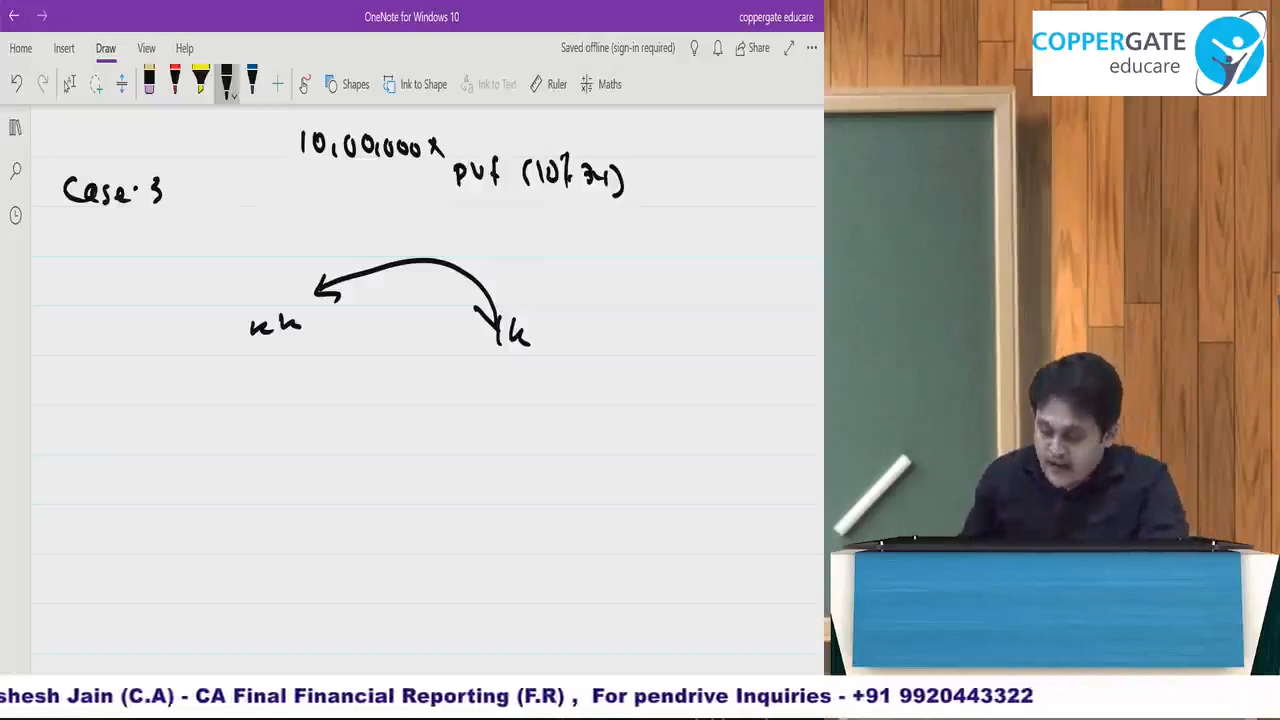 OneNote for Windows 10
coppergate educare
Home Insert Draw View Help
Saved offline (sign-in required)
Share
Shapes
Ink to Shape
Ink to Text
Ruler
Maths
COPPERGATE
educare
10,00,000 x
pvf (10% 3y)
Case. 3
k
shesh Jain (C.A) - CA Final Financial Reporting (F.R) , For pendrive Inquiries - +91 9920443322